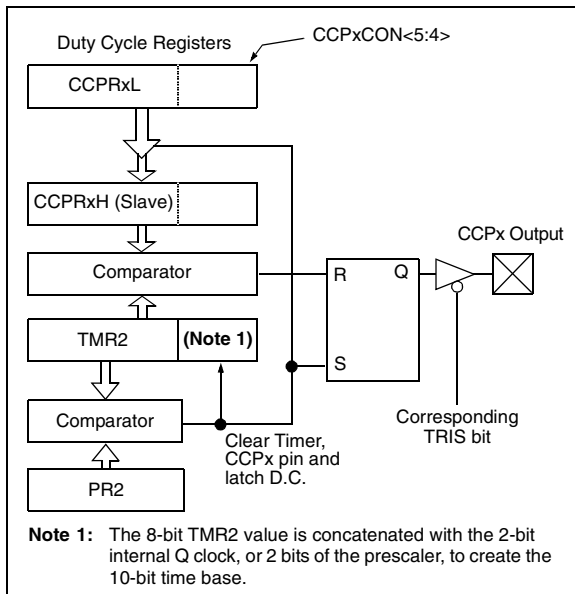 Duty Cycle Registers
CCPxCON<5:4>
CCPRxL
CCPRxH (Slave)
CCPx Output
Comparator
R
Q
TMR2
(Note 1)
S
Comparator
Clear Timer,
CCPx pin and
latch D.C.
Corresponding
TRIS bit
PR2
Note 1: The 8-bit TMR2 value is concatenated with the 2-bit
internal Q clock, or 2 bits of the prescaler, to create the
10-bit time base.